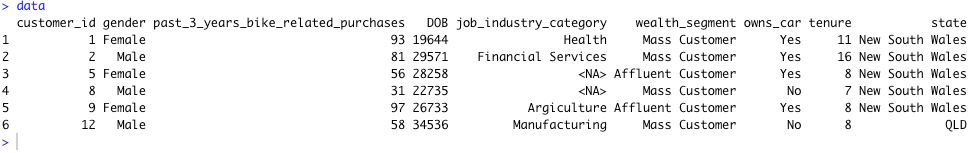 > data
customer_id gender past_3_years_bike_related_purchases DOB job_industry_category wealth_segment owns_car tenure state
1 1 Female 93 19644 Health Mass Customer Yes 11 New South Wales
2 2 Male 81 29571 Financial Services Mass Customer Yes 16 New South Wales
3 5 Female 56 28258 <NA> Affluent Customer Yes 8 New South Wales
4 8 Male 31 22735 <NA> Mass Customer No 7 New South Wales
5 9 Female 97 26733 Argiculture Affluent Customer Yes 8 New South Wales
6 12 Male 58 34536 Manufacturing Mass Customer No 8 QLD
>